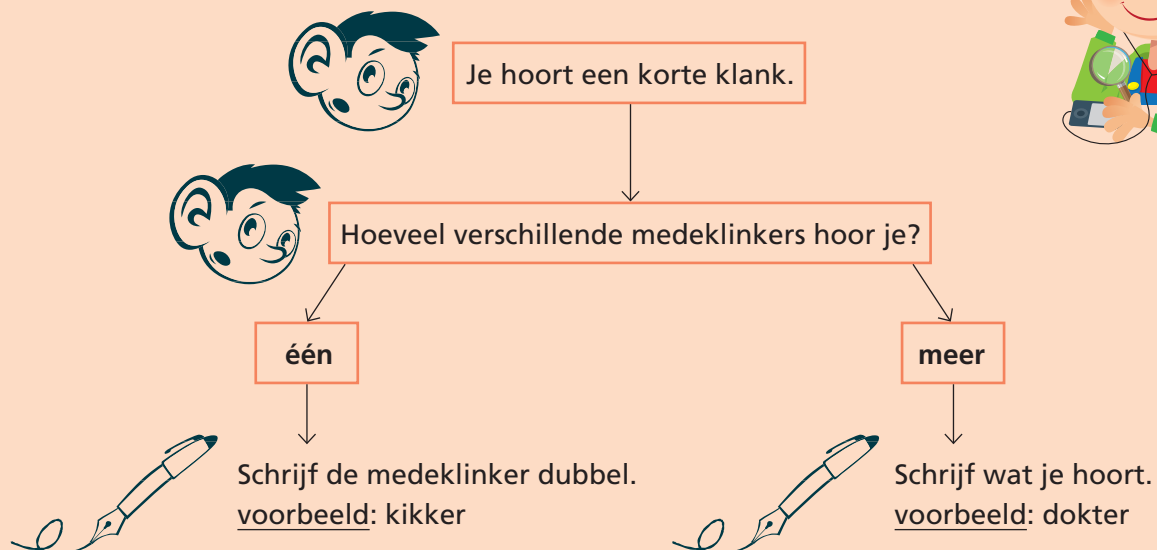 Je hoort een korte klank.
Hoeveel verschillende medeklinkers hoor je?
één
meer
Schrijf de medeklinker dubbel.
voorbeeld: kikker
Schrijf wat je hoort.
voorbeeld: dokter